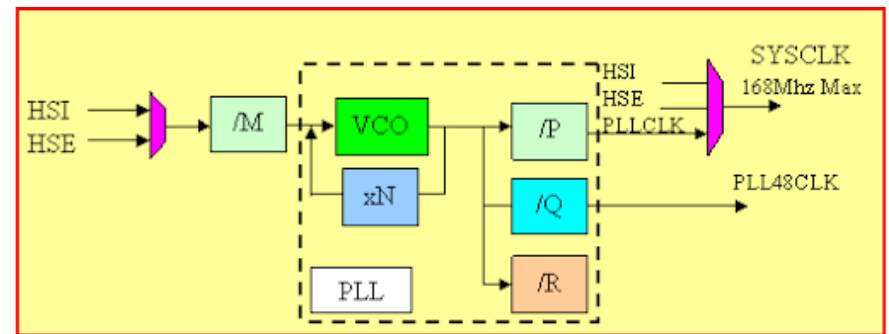 HSI
HSE
/M
VCO
xN
PLL
/P
/Q
/R
HSI
HSE
PLLCLK
SYSCLK
168Mhz Max
PLL48CLK